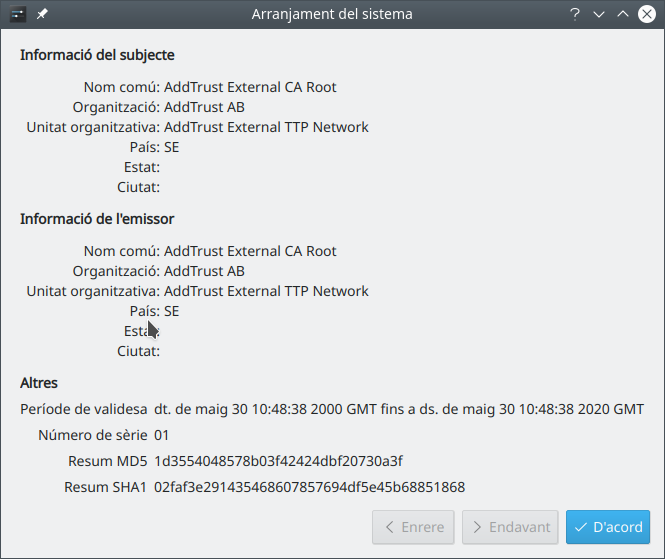 Arranjament del sistema
Informació del subjecte
Nom comú: AddTrust External CA Root
Organització: AddTrust AB
Unitat organitzativa: AddTrust External TTP Network
País: SE
Estat:
Ciutat:
Informació de l'emissor
Nom comú: AddTrust External CA Root
Organització: AddTrust AB
Unitat organitzativa: AddTrust External TTP Network
País: SE
Estat:
Ciutat:
Altres
Període de validesa dt. de maig 30 10:48:38 2000 GMT fins a ds. de maig 30 10:48:38 2020 GMT
Número de sèrie 01
Resum MD5 1d3554048578b03f42424dbf20730a3f
Resum SHA1 02faf3e291435468607857694df5e45b68851868
Enrere Endavant D'acord